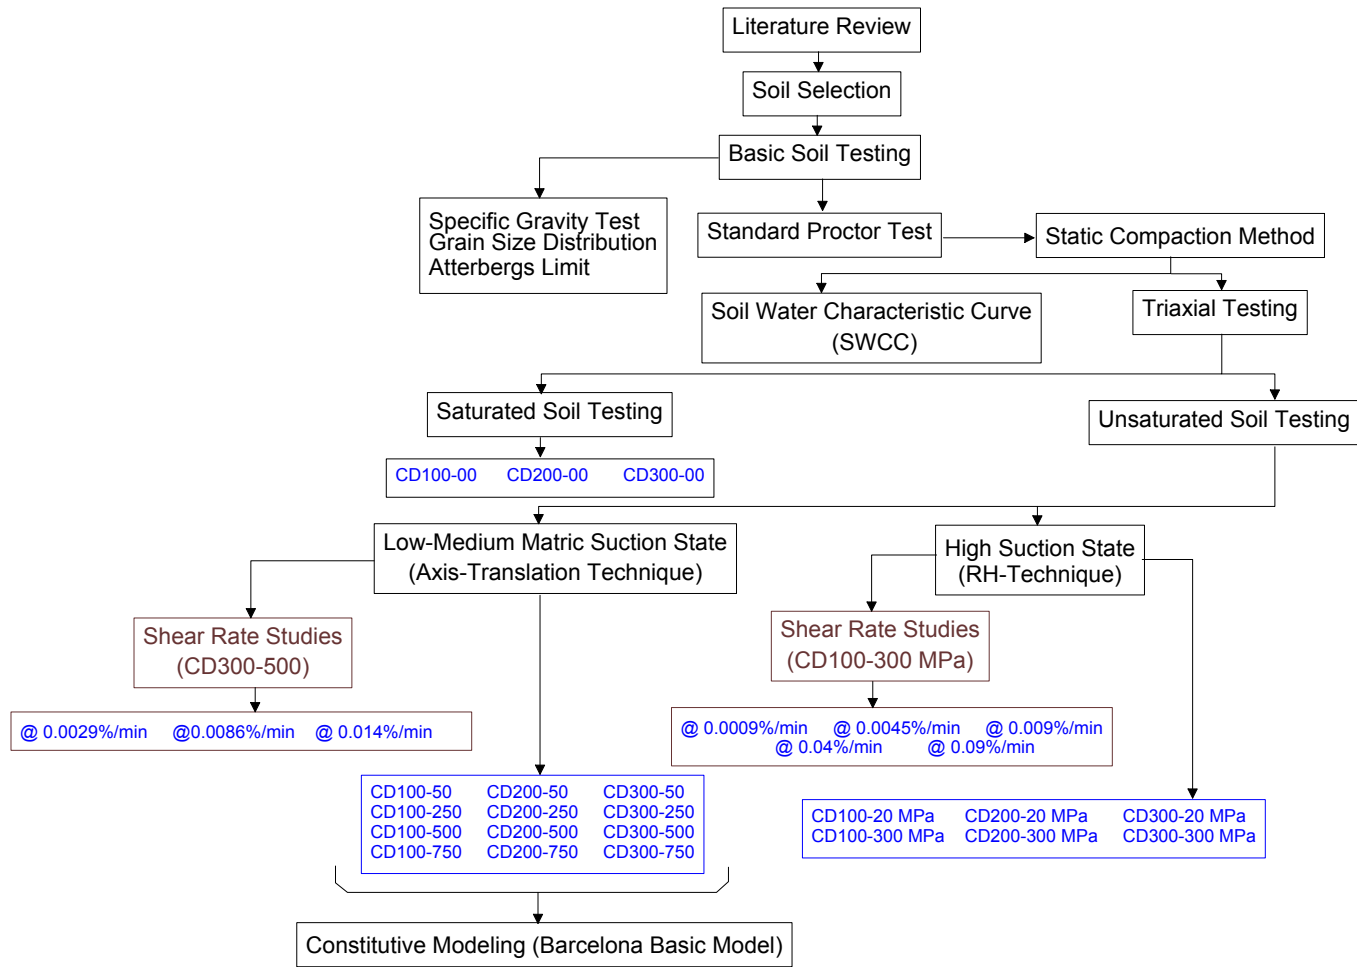 Literature Review
Soil Selection
Basic Soil Testing
Specific Gravity Test
Grain Size Distribution
Atterbergs Limit
Standard Proctor Test
Static Compaction Method
Soil Water Characteristic Curve
(SWCC)
Triaxial Testing
Saturated Soil Testing
Unsaturated Soil Testing
CD100-00 CD200-00 CD300-00
Low-Medium Matric Suction State
(Axis-Translation Technique)
High Suction State
(RH-Technique)
Shear Rate Studies
(CD300-500)
Shear Rate Studies
(CD100-300 MPa)
@ 0.0029%/min @0.0086%/min @ 0.014%/min
@ 0.0009%/min @ 0.0045%/min @ 0.009%/min
@ 0.04%/min @ 0.09%/min
CD100-50 CD200-50 CD300-50
CD100-250 CD200-250 CD300-250
CD100-500 CD200-500 CD300-500
CD100-750 CD200-750 CD300-750
CD100-20 MPa CD200-20 MPa CD300-20 MPa
CD100-300 MPa CD200-300 MPa CD300-300 MPa
Constitutive Modeling (Barcelona Basic Model)